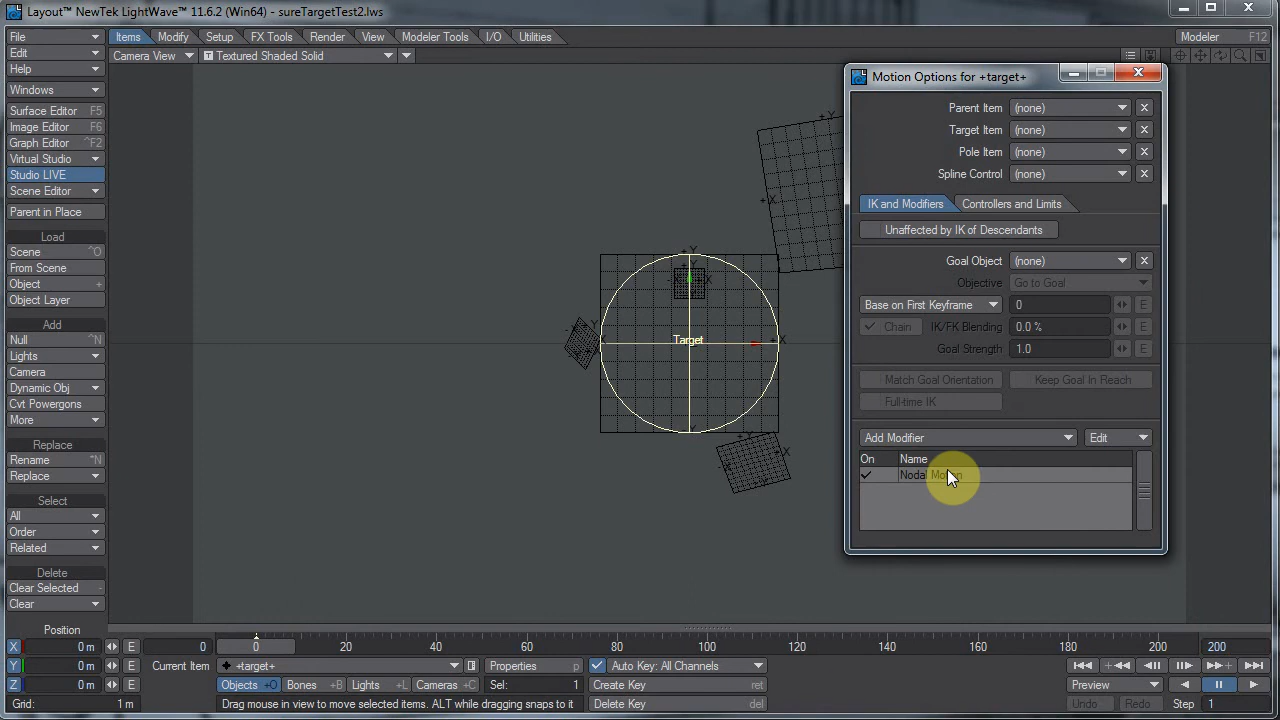 Layout™ NewTek LightWave™ 11.6.2 (Win64) - sureTargetTest2.lws
File
Items
Modify
Setup
FX Tools
Render
View
Modeler Tools
I/O
Utilities
Modeler
F12
Edit
Camera View
T Textured Shaded Solid
Help
Windows
Surface Editor F5
Image Editor F6
Graph Editor ^F2
Virtual Studio
Studio LIVE
Scene Editor
Parent in Place
Load
Scene ^O
From Scene
Object +
Object Layer
Add
Null ^N
Lights
Camera
Dynamic Obj
Cvt Powergons
More
Replace
Rename ^N
Replace
Select
All
Order
Related
Delete
Clear Selected -
Clear
Position
X 0 m E
Y 0 m E
Z 0 m E
Grid: 1 m
Target
+Y
X
+Y
X
Y
X
+X
Y
+Y
X
Motion Options for +target+
Parent Item (none) X
Target Item (none) X
Pole Item (none) X
Spline Control (none) X
IK and Modifiers
Controllers and Limits
Unaffected by IK of Descendants
Goal Object (none) X
Objective Go to Goal
Base on First Keyframe 0 E
Chain IK/FK Blending 0.0 % E
Goal Strength 1.0 E
Match Goal Orientation
Keep Goal In Reach
Full-time IK
Add Modifier
Edit
On Name
Nodal Motion
0
0 20 40 60 80 100 120 140 160 180 200
200
Current Item +target+
Properties p
Auto Key: All Channels
Objects +O
Bones +B
Lights +L
Cameras +C
Sel: 1
Create Key ret
Preview
Drag mouse in view to move selected items. ALT while dragging snaps to it
Delete Key del
Undo
Redo
Step 1